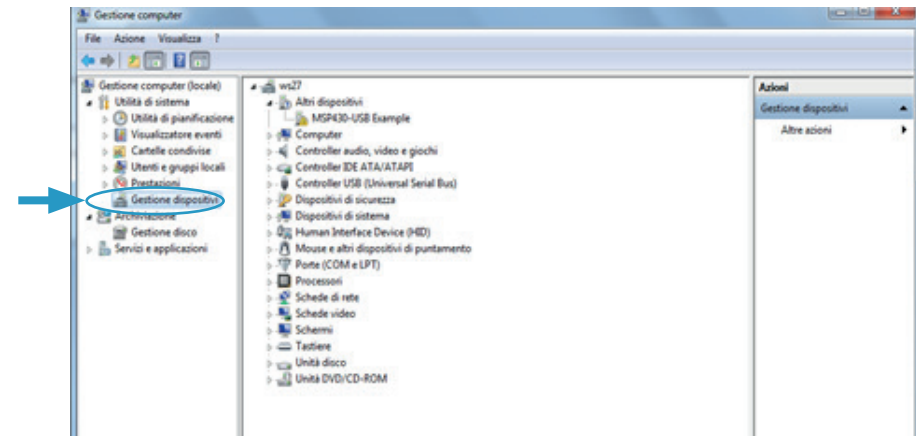 Gestione computer
File Azione Visualizza ?
Gestione computer (locale)
Utilità di sistema
Utilità di pianificazione
Visualizzatore eventi
Cartelle condivise
Utenti e gruppi locali
Prestazioni
Gestione dispositivi
Archiviazione
Gestione disco
Servizi e applicazioni
ws27
Altri dispositivi
MSP430-USB Example
Computer
Controller audio, video e giochi
Controller IDE ATA/ATAPI
Controller USB (Universal Serial Bus)
Dispositivi di sicurezza
Dispositivi di sistema
Human Interface Device (HID)
Mouse e altri dispositivi di puntamento
Porte (COM e LPT)
Processori
Schede di rete
Schede video
Schermi
Tastiere
Unità disco
Unità DVD/CD-ROM
Azioni
Gestione dispositivi
Altre azioni